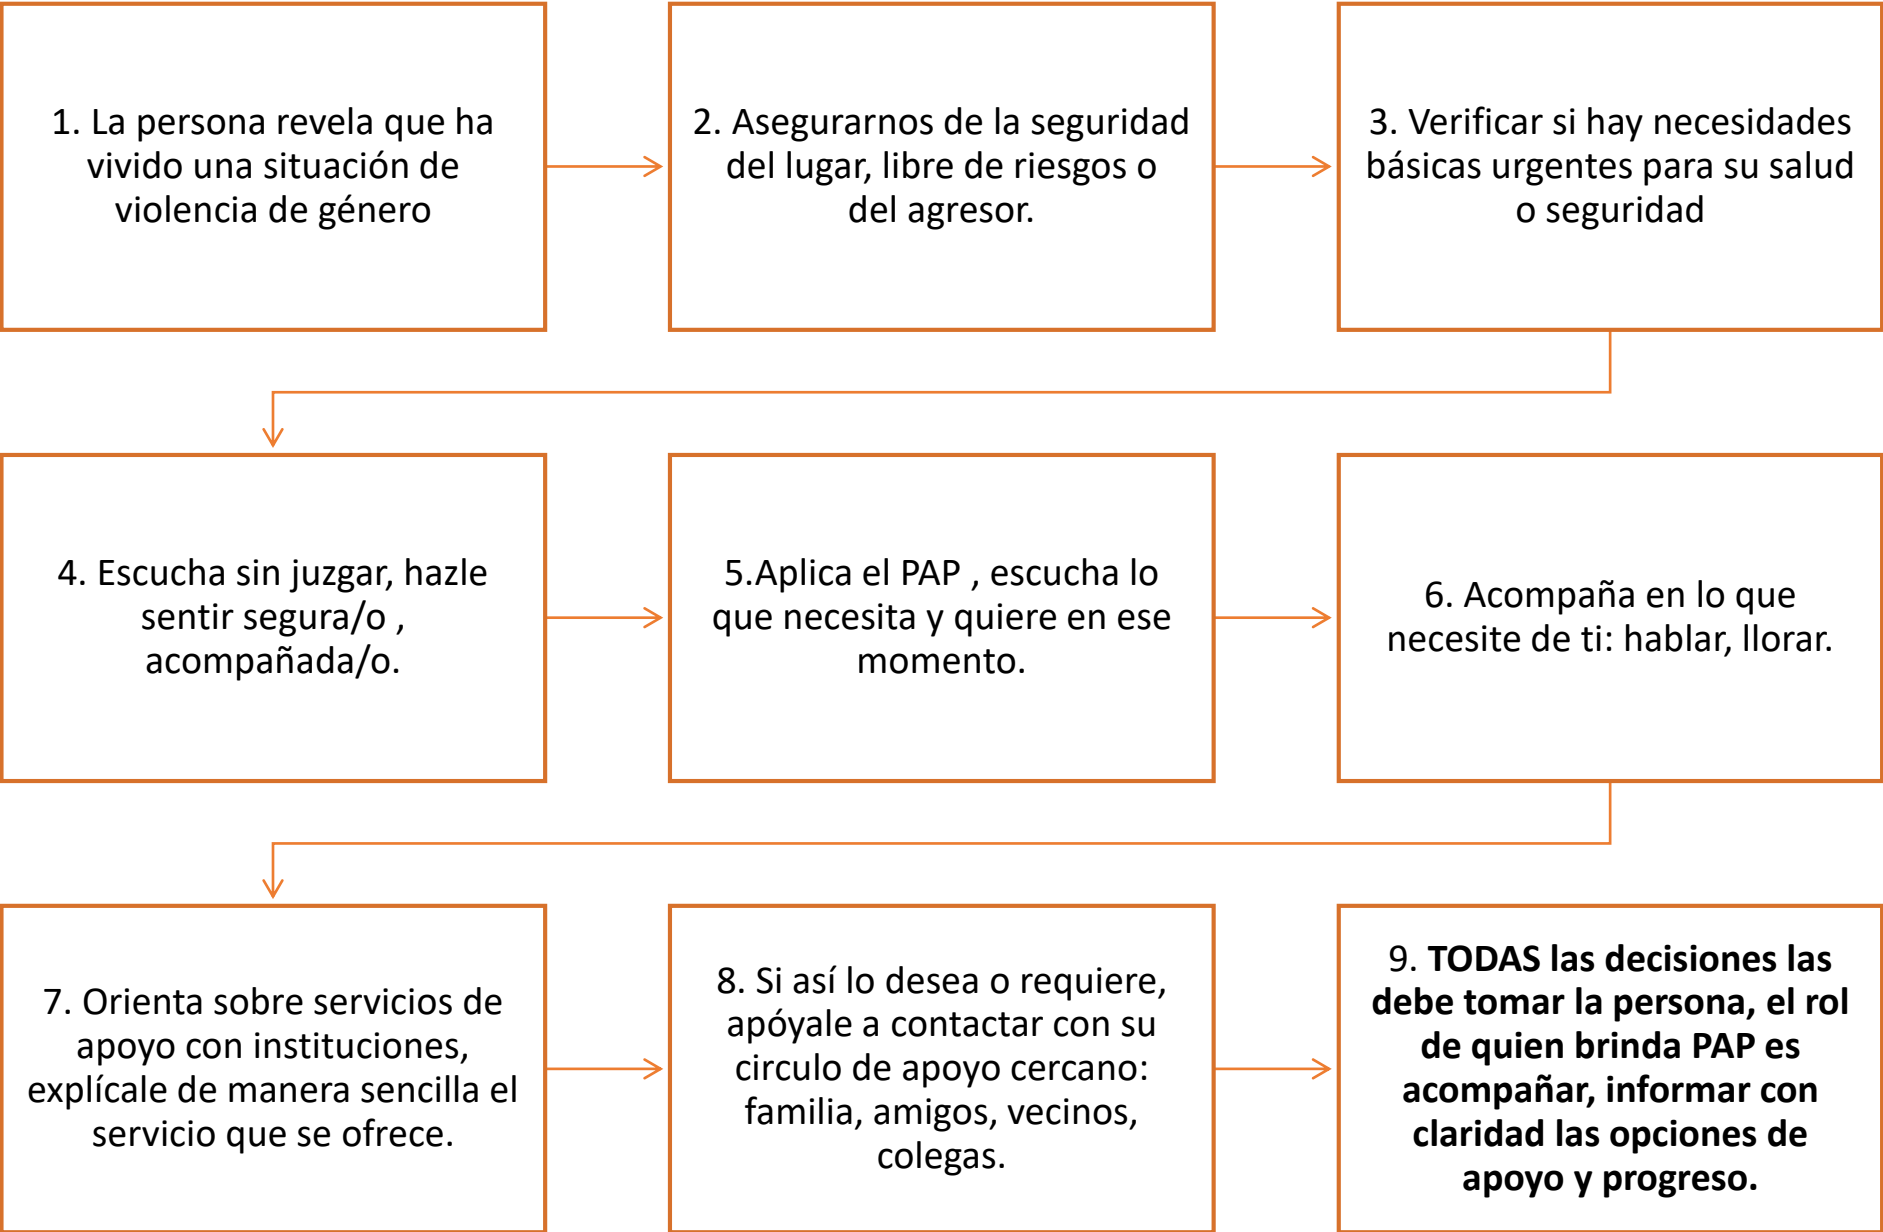 1. La persona revela que ha
vivido una situación de
violencia de género
2. Asegurarnos de la seguridad
del lugar, libre de riesgos o
del agresor.
3. Verificar si hay necesidades
básicas urgentes para su salud
o seguridad
4. Escucha sin juzgar, hazle
sentir segura/o ,
acompañada/o.
5.Aplica el PAP , escucha lo
que necesita y quiere en ese
momento.
6. Acompaña en lo que
necesite de ti: hablar, llorar.
7. Orienta sobre servicios de
apoyo con instituciones,
explícale de manera sencilla el
servicio que se ofrece.
8. Si así lo desea o requiere,
apóyale a contactar con su
circulo de apoyo cercano:
familia, amigos, vecinos,
colegas.
9. TODAS las decisiones las
debe tomar la persona, el rol
de quien brinda PAP es
acompañar, informar con
claridad las opciones de
apoyo y progreso.